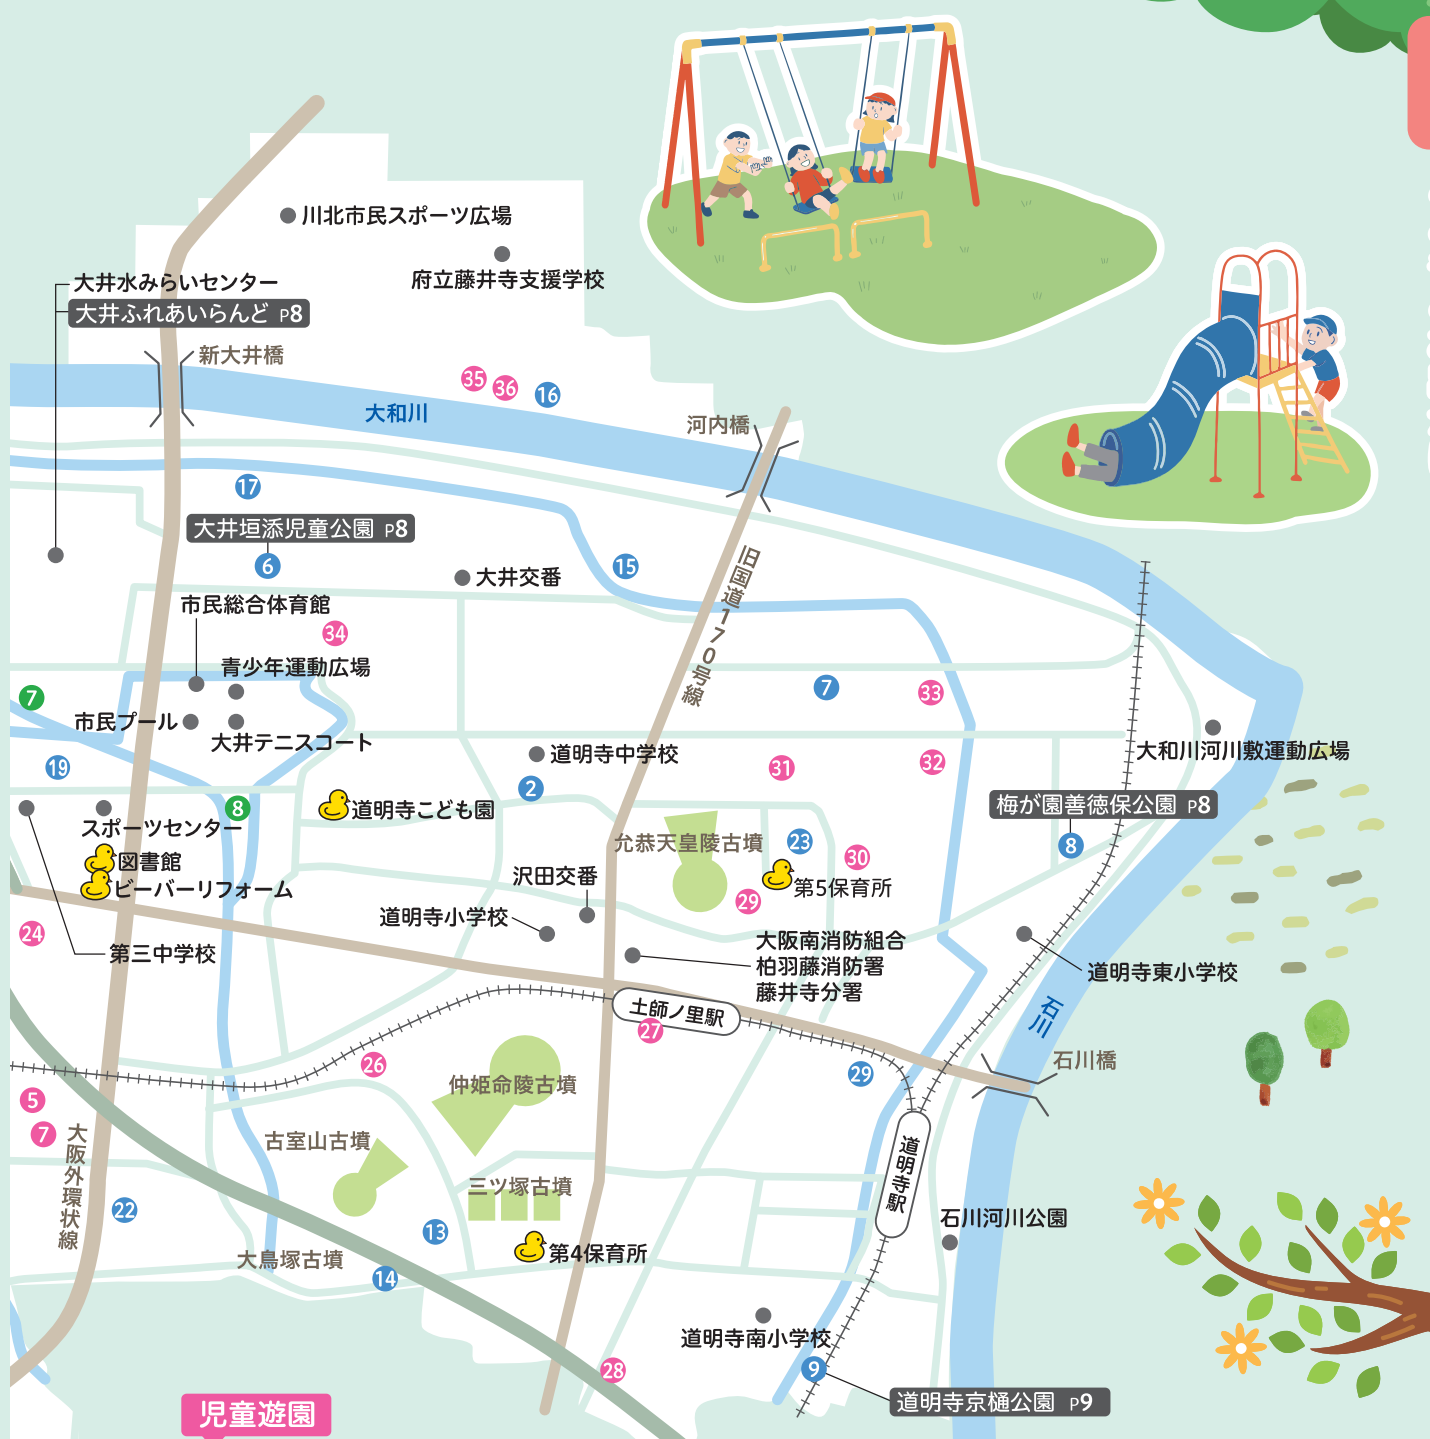 川北市民スポーツ広場
府立藤井寺支援学校
大井水みらいセンター
大井ふれあいらんど P8
新大井橋
35
36
16
大和川
河内橋
17
大井垣添児童公園 P8
6
大井交番
15
旧国道170号線
市民総合体育館
34
青少年運動広場
7
市民プール
大井テニスコート
7
33
大和川河川敷運動広場
19
道明寺中学校
31
32
2
8
道明寺こども園
梅が園善徳保公園 P8
スポーツセンター
允恭天皇陵古墳
23
8
図書館
30
ビーバーリフォーム
沢田交番
第5保育所
29
道明寺小学校
24
第三中学校
大阪南消防組合
柏羽藤消防署
藤井寺分署
道明寺東小学校
石川
土師ノ里駅
27
26
石川橋
29
仲姫命陵古墳
5
7
大阪外環状線
古室山古墳
道明寺駅
三ツ塚古墳
22
13
石川河川公園
第4保育所
大鳥塚古墳
14
道明寺南小学校
28
9
道明寺京樋公園 P9
児童遊園